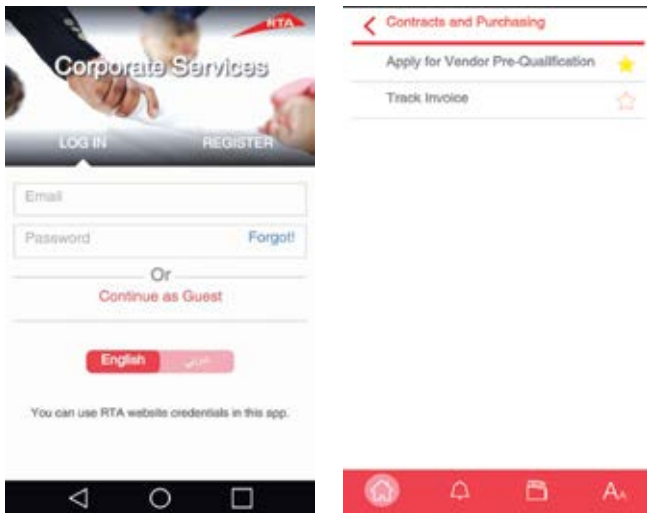 RTA
Corporate Services
LOG IN
REGISTER
Email
Password
Forgot!
Or
Continue as Guest
English
عربي
You can use RTA website credentials in this app.
Contracts and Purchasing
Apply for Vendor Pre-Qualification
Track Invoice
AA